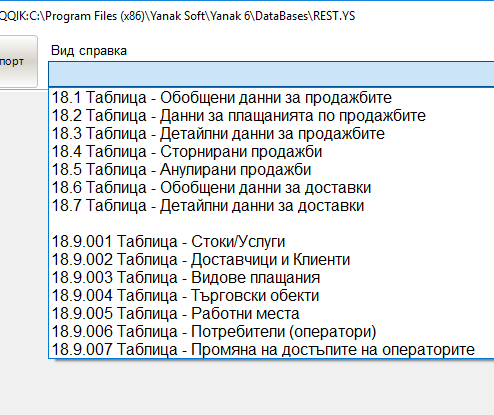 QQIK:C:\Program Files (x86)\Yanak Soft\Yanak 6\DataBases\REST.YS
порт
Вид справка
18.1 Таблица - Обобщени данни за продажбите
18.2 Таблица - Данни за плащанията по продажбите
18.3 Таблица - Детайлни данни за продажбите
18.4 Таблица - Сторнирани продажби
18.5 Таблица - Анулирани продажби
18.6 Таблица - Обобщени данни за доставки
18.7 Таблица - Детайлни данни за доставки
18.9.001 Таблица - Стоки/Услуги
18.9.002 Таблица - Доставчици и Клиенти
18.9.003 Таблица - Видове плащания
18.9.004 Таблица - Търговски обекти
18.9.005 Таблица - Работни места
18.9.006 Таблица - Потребители (оператори)
18.9.007 Таблица - Промяна на достъпите на операторите